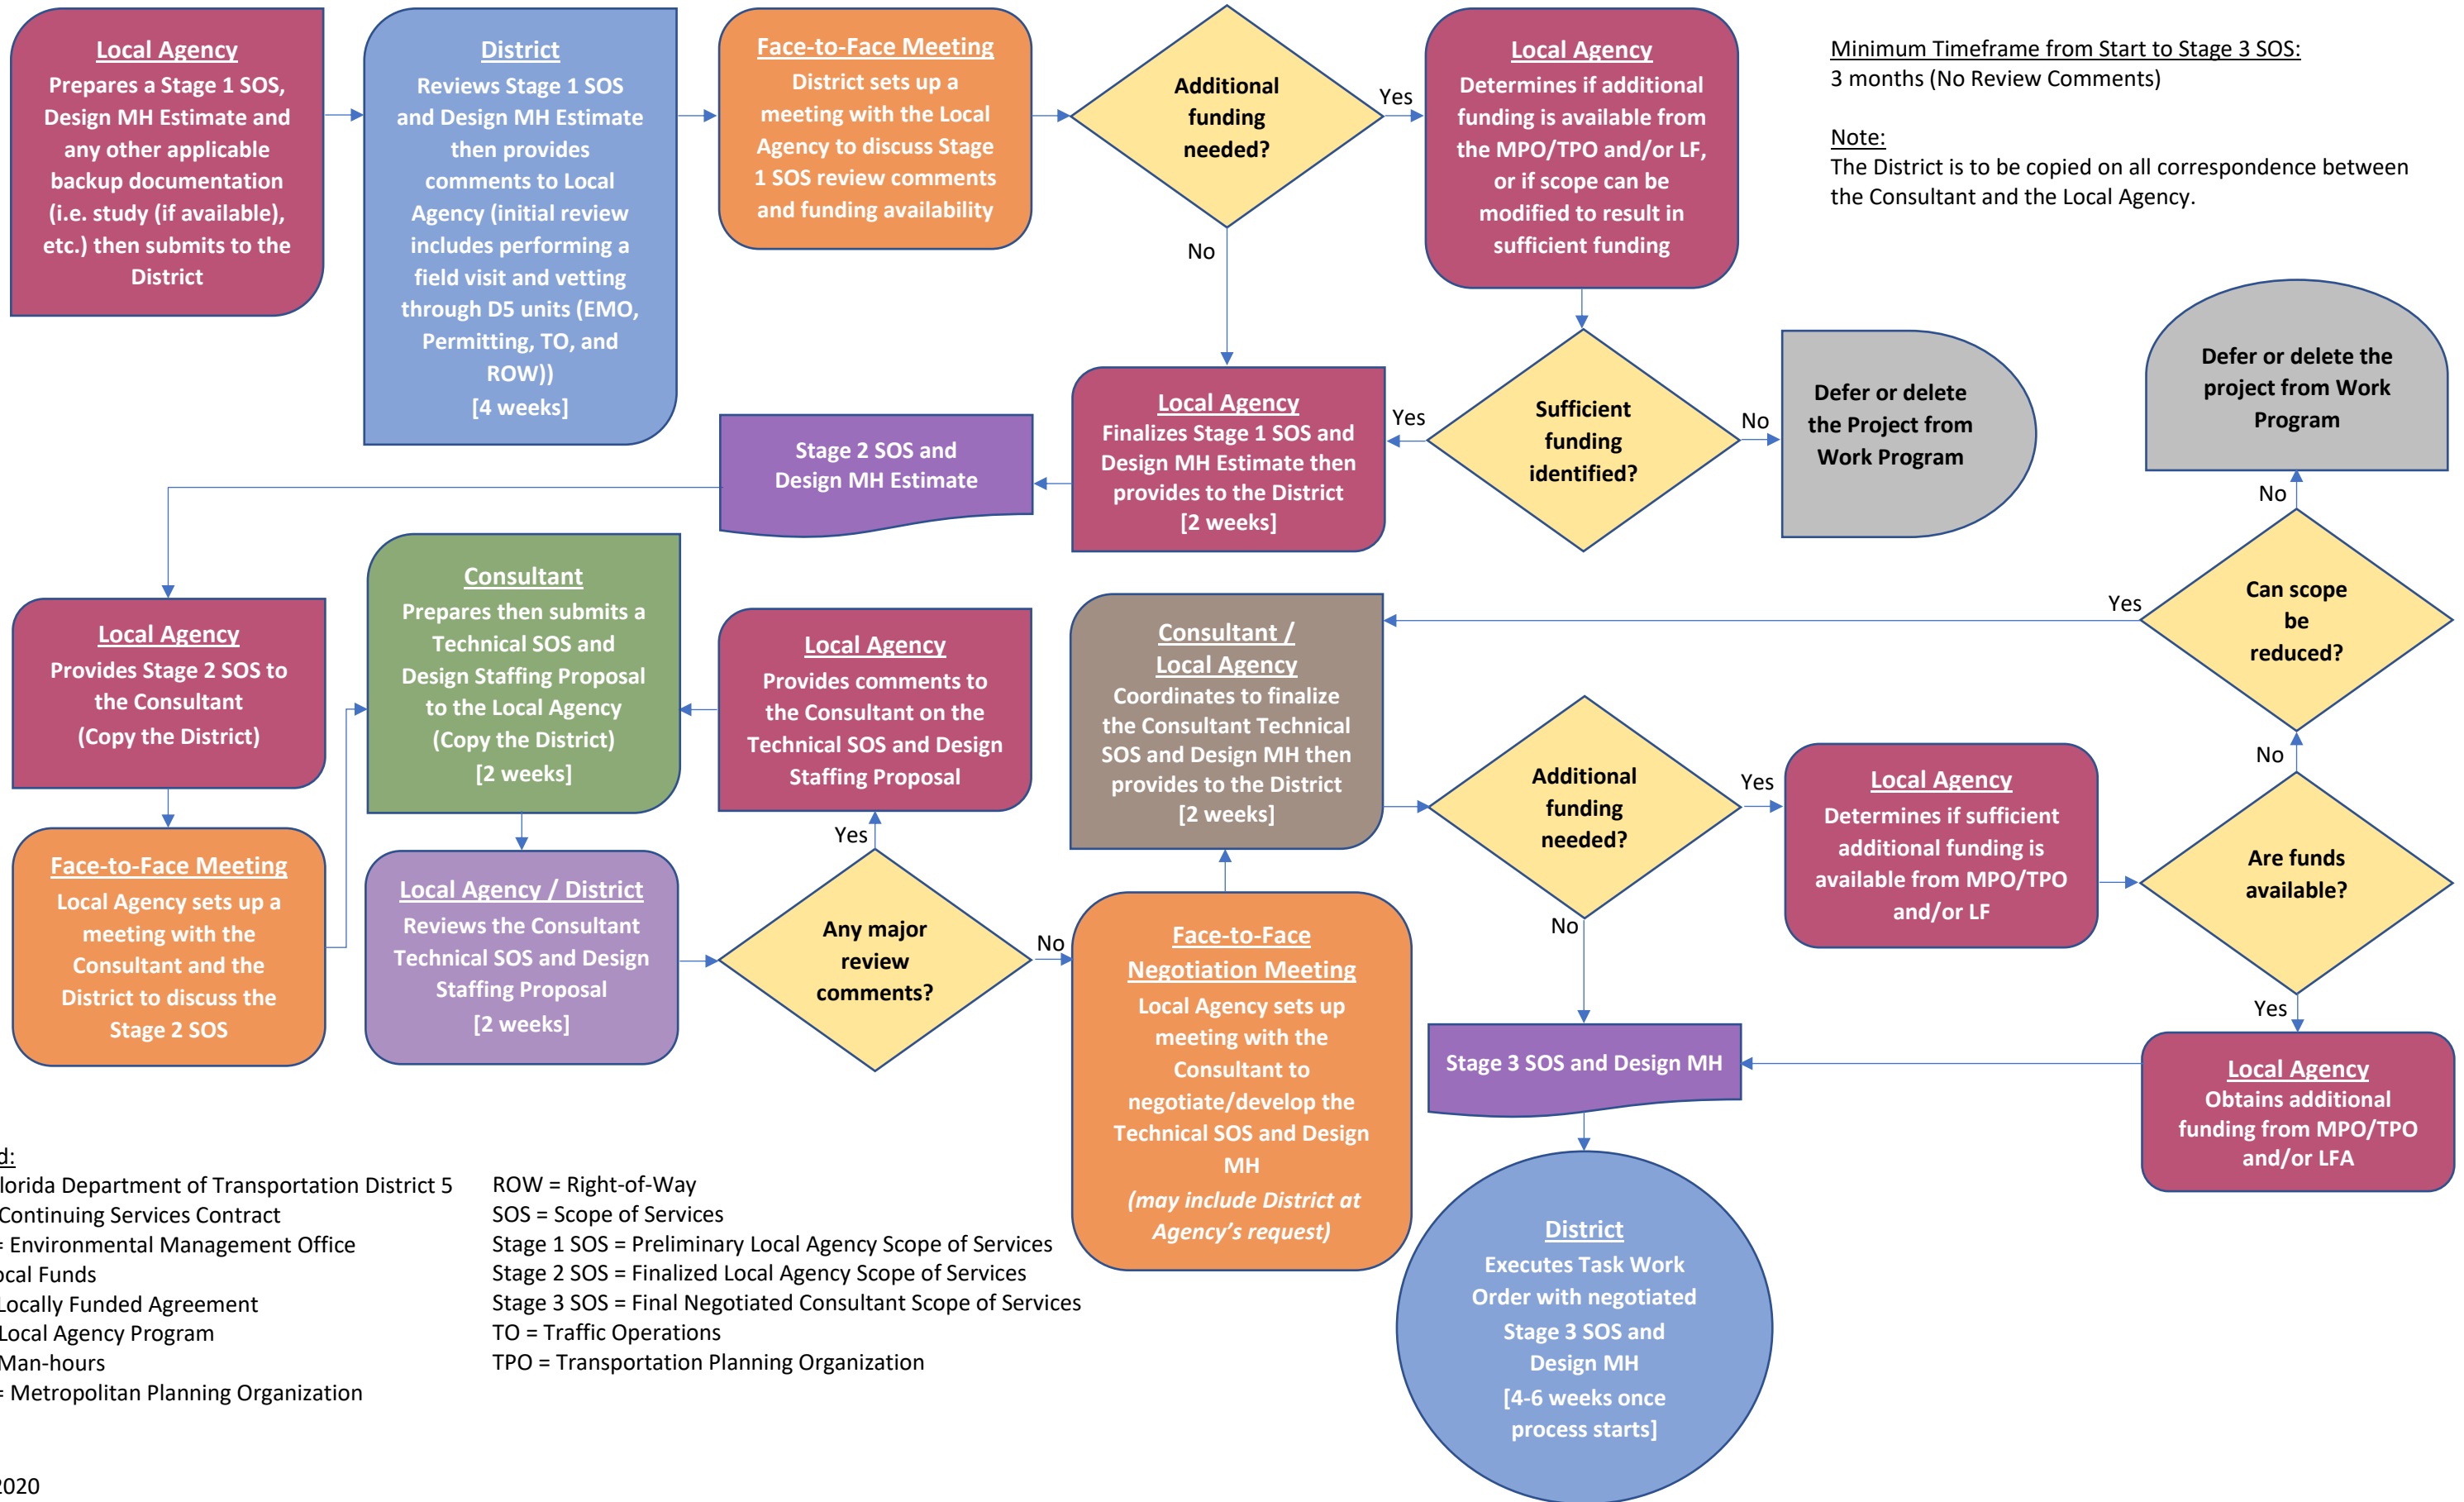 Local Agency
Prepares a Stage 1 SOS,
Design MH Estimate and
any other applicable
backup documentation
(i.e. study (if available),
etc.) then submits to the
District
District
Reviews Stage 1 SOS
and Design MH Estimate
then provides
comments to Local
Agency (initial review
includes performing a
field visit and vetting
through D5 units (EMO,
Permitting, TO, and
ROW))
[4 weeks]
Face-to-Face Meeting
District sets up a
meeting with the Local
Agency to discuss Stage
1 SOS review comments
and funding availability
Additional
funding
needed?
Yes
No
Local Agency
Determines if additional
funding is available from
the MPO/TPO and/or LF,
or if scope can be
modified to result in
sufficient funding
Minimum Timeframe from Start to Stage 3 SOS:
3 months (No Review Comments)
Note:
The District is to be copied on all correspondence between
the Consultant and the Local Agency.
Sufficient
funding
identified?
Yes
No
Defer or delete
the Project from
Work Program
Local Agency
Finalizes Stage 1 SOS and
Design MH Estimate then
provides to the District
[2 weeks]
Stage 2 SOS and
Design MH Estimate
Local Agency
Provides Stage 2 SOS to
the Consultant
(Copy the District)
Face-to-Face Meeting
Local Agency sets up a
meeting with the
Consultant and the
District to discuss the
Stage 2 SOS
Consultant
Prepares then submits a
Technical SOS and
Design Staffing Proposal
to the Local Agency
(Copy the District)
[2 weeks]
Local Agency / District
Reviews the Consultant
Technical SOS and Design
Staffing Proposal
[2 weeks]
Any major
review
comments?
Yes
No
Local Agency
Provides comments to
the Consultant on the
Technical SOS and Design
Staffing Proposal
Face-to-Face
Negotiation Meeting
Local Agency sets up
meeting with the
Consultant to
negotiate/develop the
Technical SOS and Design
MH
(may include District at
Agency's request)
Consultant /
Local Agency
Coordinates to finalize
the Consultant Technical
SOS and Design MH then
provides to the District
[2 weeks]
Additional
funding
needed?
Yes
No
Local Agency
Determines if sufficient
additional funding is
available from MPO/TPO
and/or LF
Are funds
available?
No
Yes
Can scope
be
reduced?
Yes
No
Defer or delete the
project from Work
Program
Local Agency
Obtains additional
funding from MPO/TPO
and/or LFA
Stage 3 SOS and Design MH
District
Executes Task Work
Order with negotiated
Stage 3 SOS and
Design MH
[4-6 weeks once
process starts]
d:
lorida Department of Transportation District 5
Continuing Services Contract
= Environmental Management Office
ocal Funds
Locally Funded Agreement
Local Agency Program
Man-hours
= Metropolitan Planning Organization
ROW = Right-of-Way
SOS = Scope of Services
Stage 1 SOS = Preliminary Local Agency Scope of Services
Stage 2 SOS = Finalized Local Agency Scope of Services
Stage 3 SOS = Final Negotiated Consultant Scope of Services
TO = Traffic Operations
TPO = Transportation Planning Organization
2020